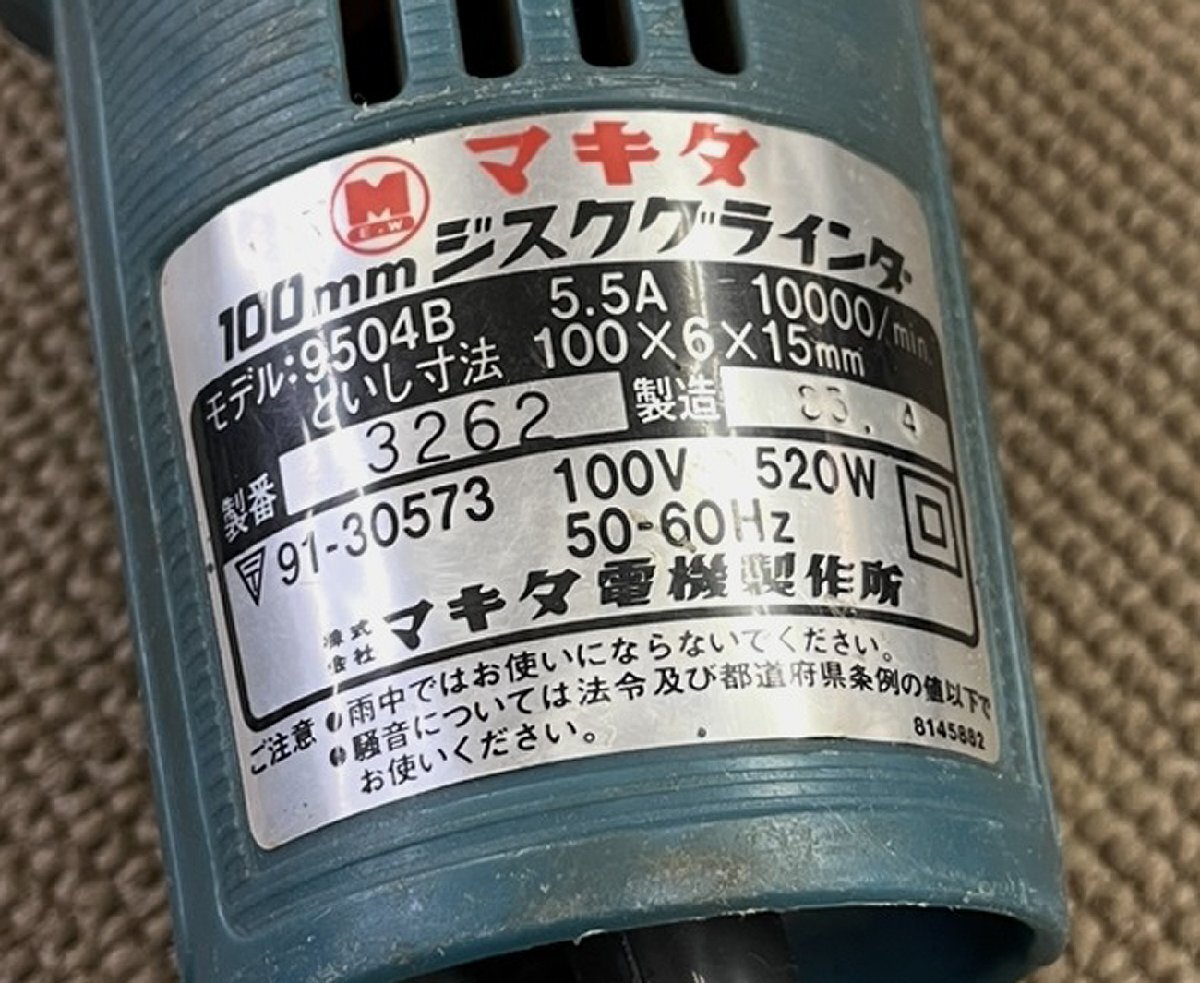 M
E.W
マキタ
100mm ジスクグラインダ
モデル:9504B 5.5A 10000/min.
といし寸法 100×6×15mm
製番 3262 製造
〒 91-30573 100V 520W
50-60Hz
株式会社 マキタ電機製作所
ご注意 ●雨中ではお使いにならないでください。
●騒音については法令及び都道府県条例の値以下で
お使いください。
8145882